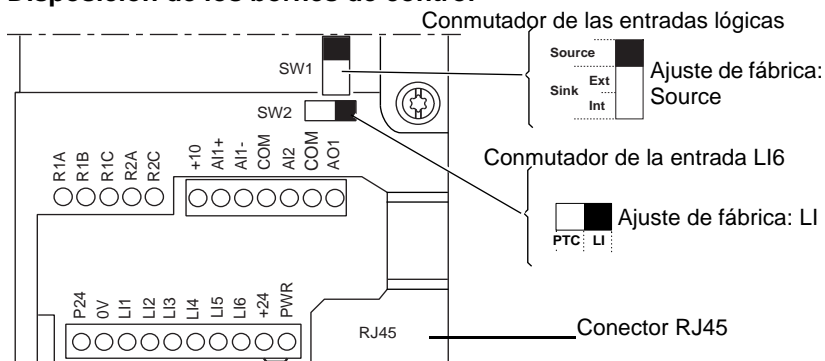 Disposición de los bornes de control
Conmutador de las entradas lógicas
SW1
Source
Sink
Ext
Int
Ajuste de fábrica:
Source
SW2
R1A
R1B
R1C
R2A
R2C
+10
AI1+
AI1-
COM
AI2
COM
AO1
Conmutador de la entrada LI6
PTC
LI
Ajuste de fábrica: LI
P24
0V
LI1
LI2
LI3
LI4
LI5
LI6
+24
PWR
RJ45
Conector RJ45